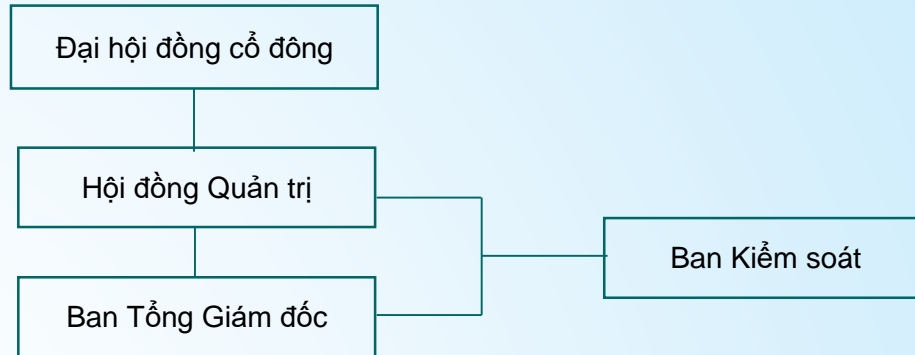 Đại hội đồng cổ đông
Hội đồng Quản trị
Ban Kiểm soát
Ban Tổng Giám đốc